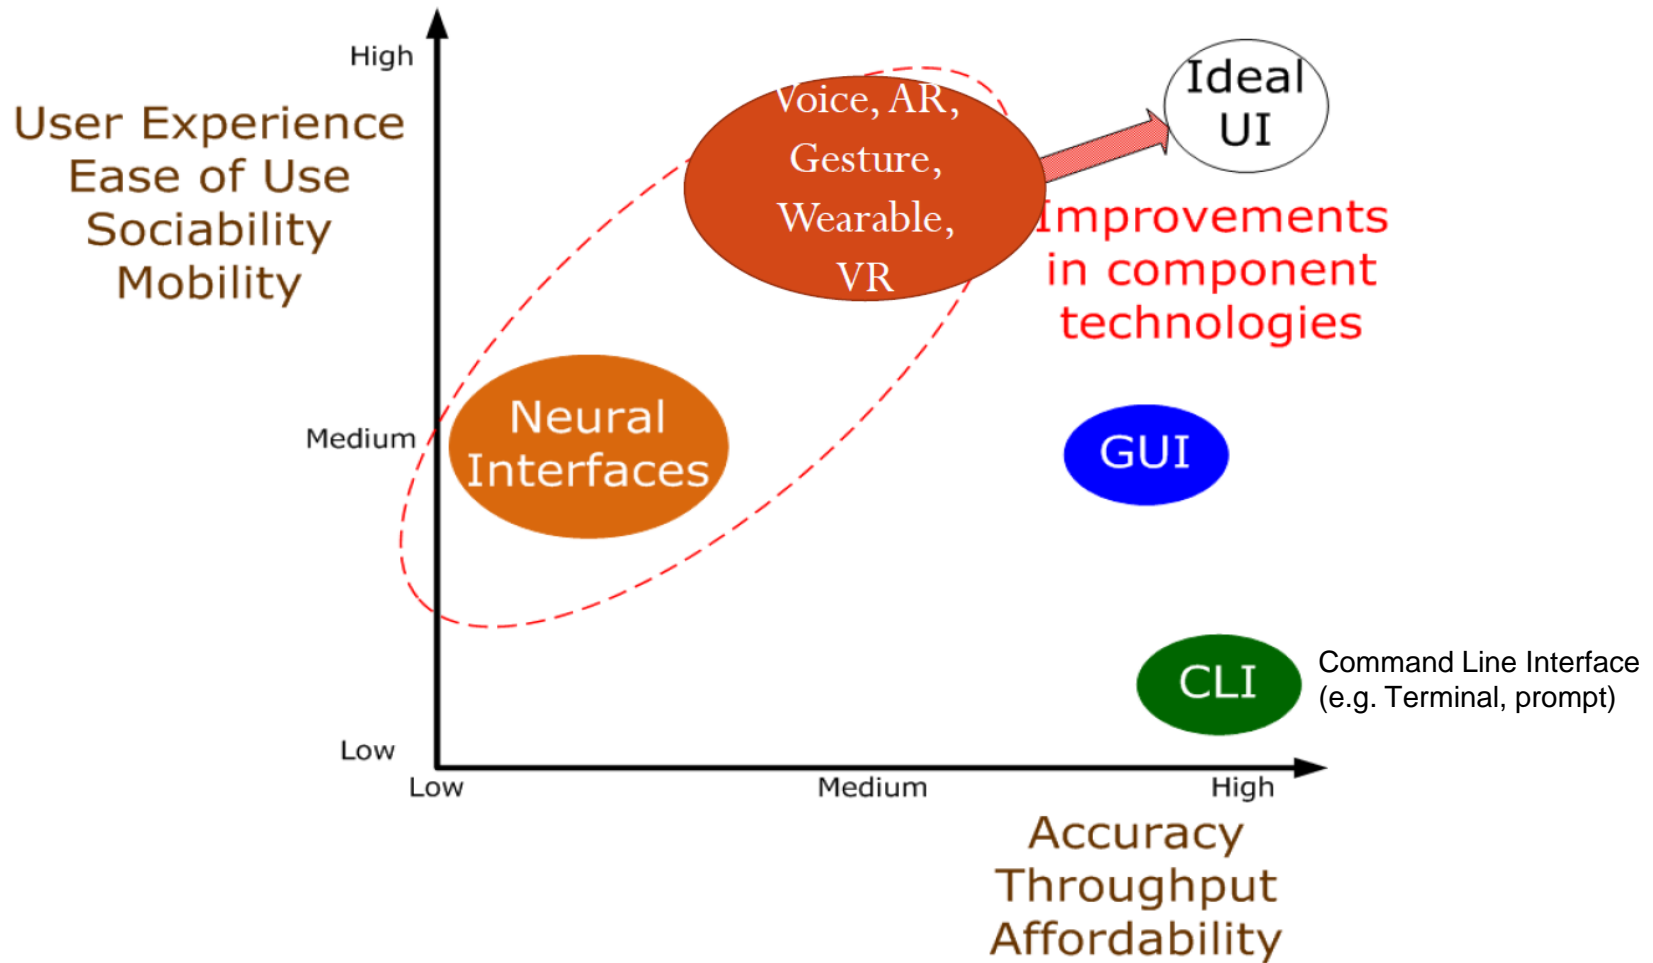 High
User Experience
Ease of Use
Sociability
Mobility
Voice, AR,
Gesture,
Wearable,
VR
Ideal
UI
Improvements
in component
technologies
Neural
Interfaces
Medium
GUI
CLI
Command Line Interface
(e.g. Terminal, prompt)
Low
Low
Medium
High
Accuracy
Throughput
Affordability